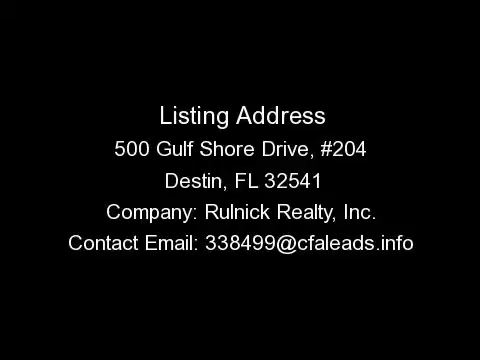 Listing Address
500 Gulf Shore Drive, #204
Destin, FL 32541
Company: Rulnick Realty, Inc.
Contact Email: 338499@cfaleads.info